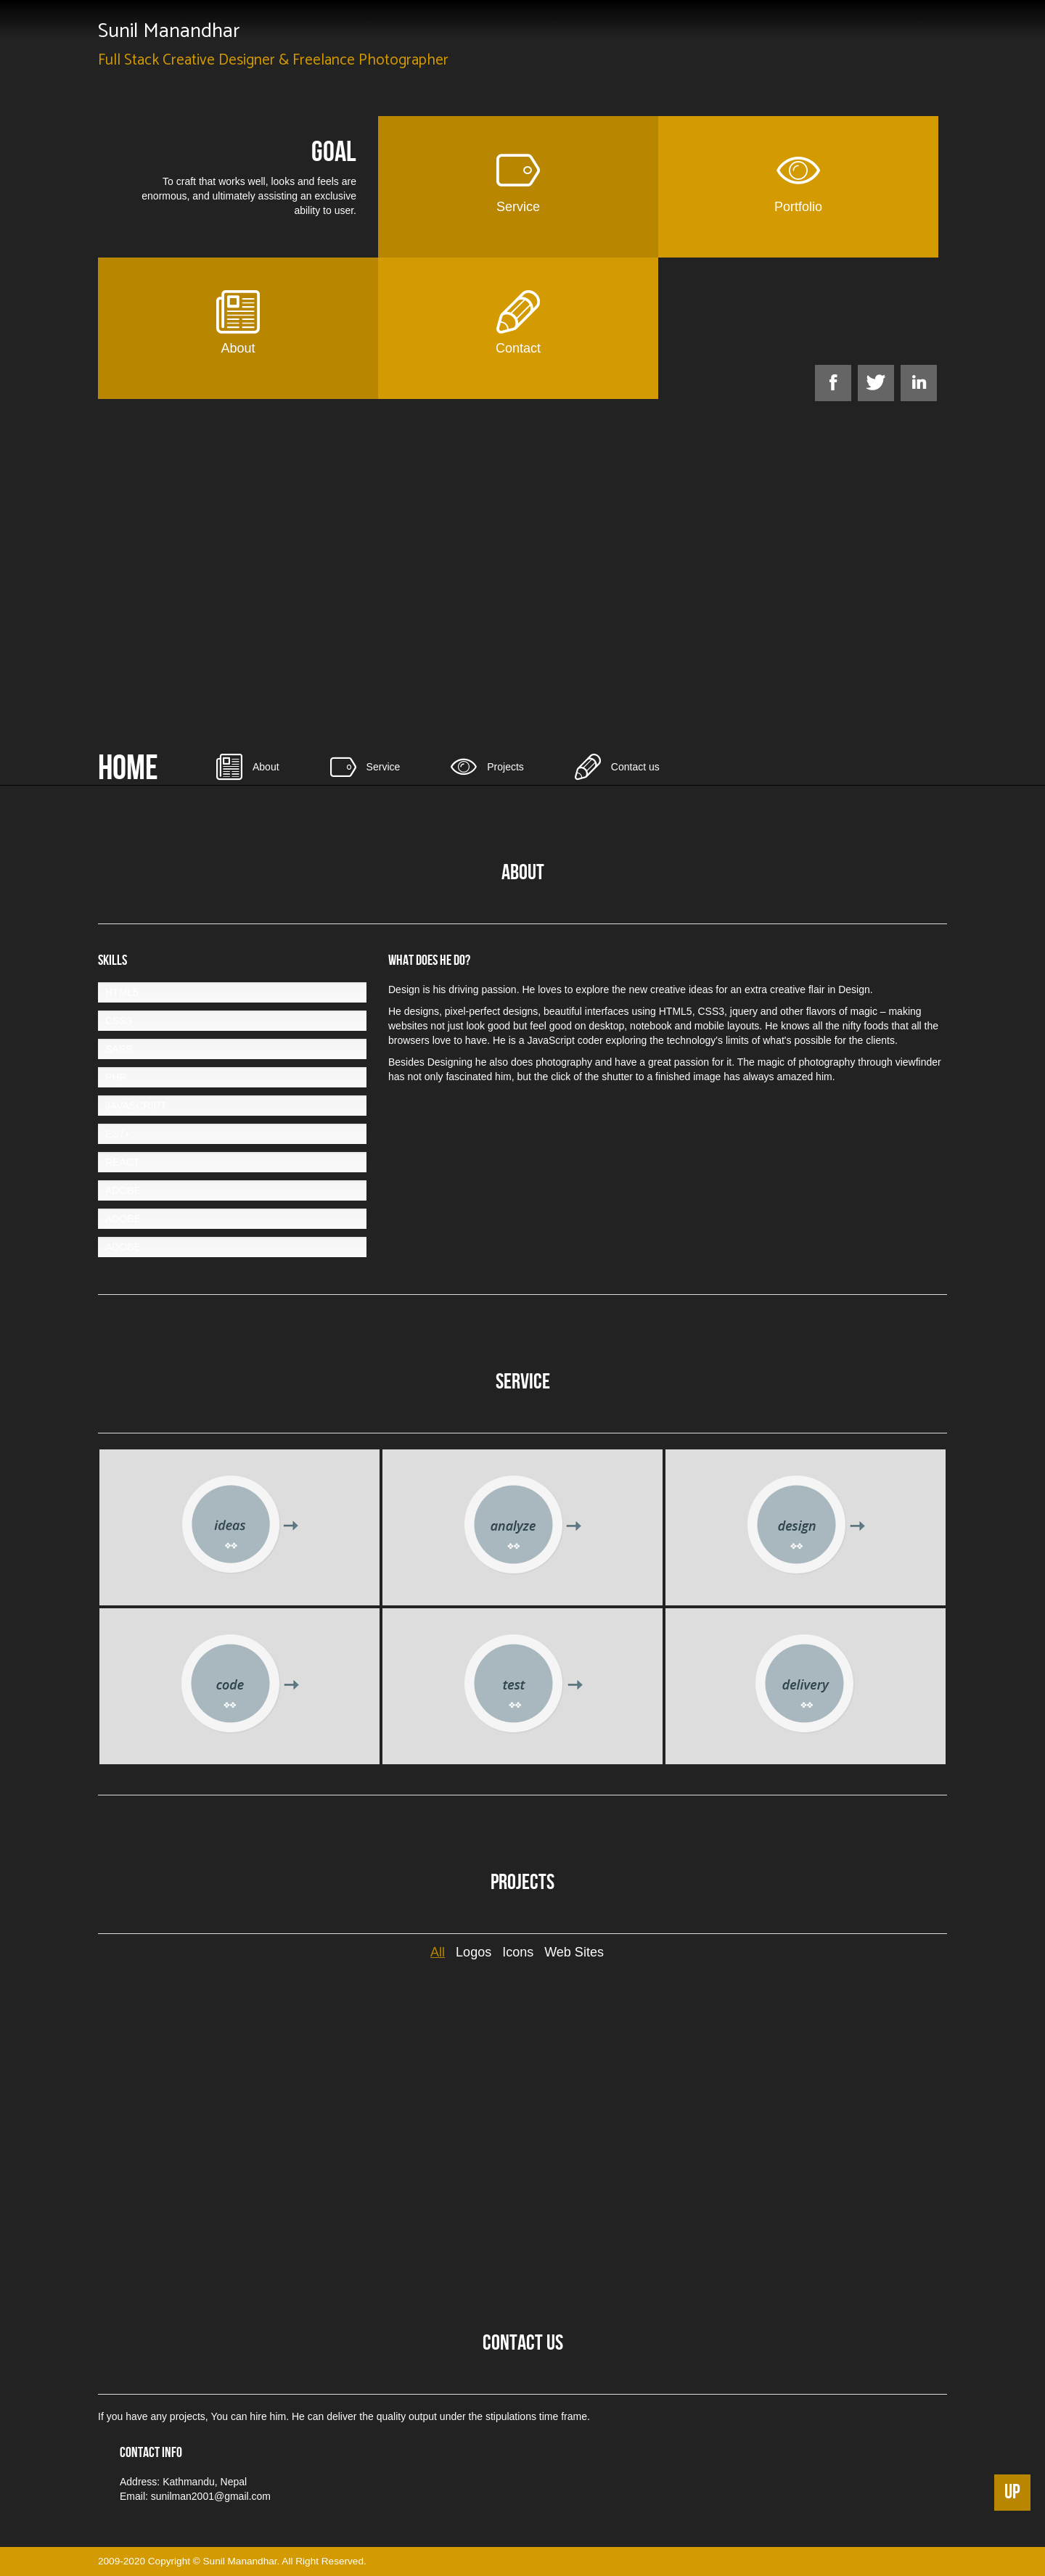 Sunil Manandhar
Full Stack Creative Designer & Freelance Photographer
GOAL
To craft that works well, looks and feels are
enormous, and ultimately assisting an exclusive
ability to user.
Service
Portfolio
About
Contact
HOME
About
Service
Projects
Contact us
ABOUT
SKILLS
WHAT DOES HE DO?
Design is his driving passion. He loves to explore the new creative ideas for an extra creative flair in Design.
He designs, pixel-perfect designs, beautiful interfaces using HTML5, CSS3, jquery and other flavors of magic – making
websites not just look good but feel good on desktop, notebook and mobile layouts. He knows all the nifty foods that all the
browsers love to have. He is a JavaScript coder exploring the technology's limits of what's possible for the clients.
Besides Designing he also does photography and have a great passion for it. The magic of photography through viewfinder
has not only fascinated him, but the click of the shutter to a finished image has always amazed him.
SERVICE
ideas
analyze
design
code
test
delivery
PROJECTS
All Logos Icons Web Sites
CONTACT US
If you have any projects, You can hire him. He can deliver the quality output under the stipulations time frame.
CONTACT INFO
Address: Kathmandu, Nepal
Email: sunilman2001@gmail.com
UP
2009-2020 Copyright © Sunil Manandhar. All Right Reserved.